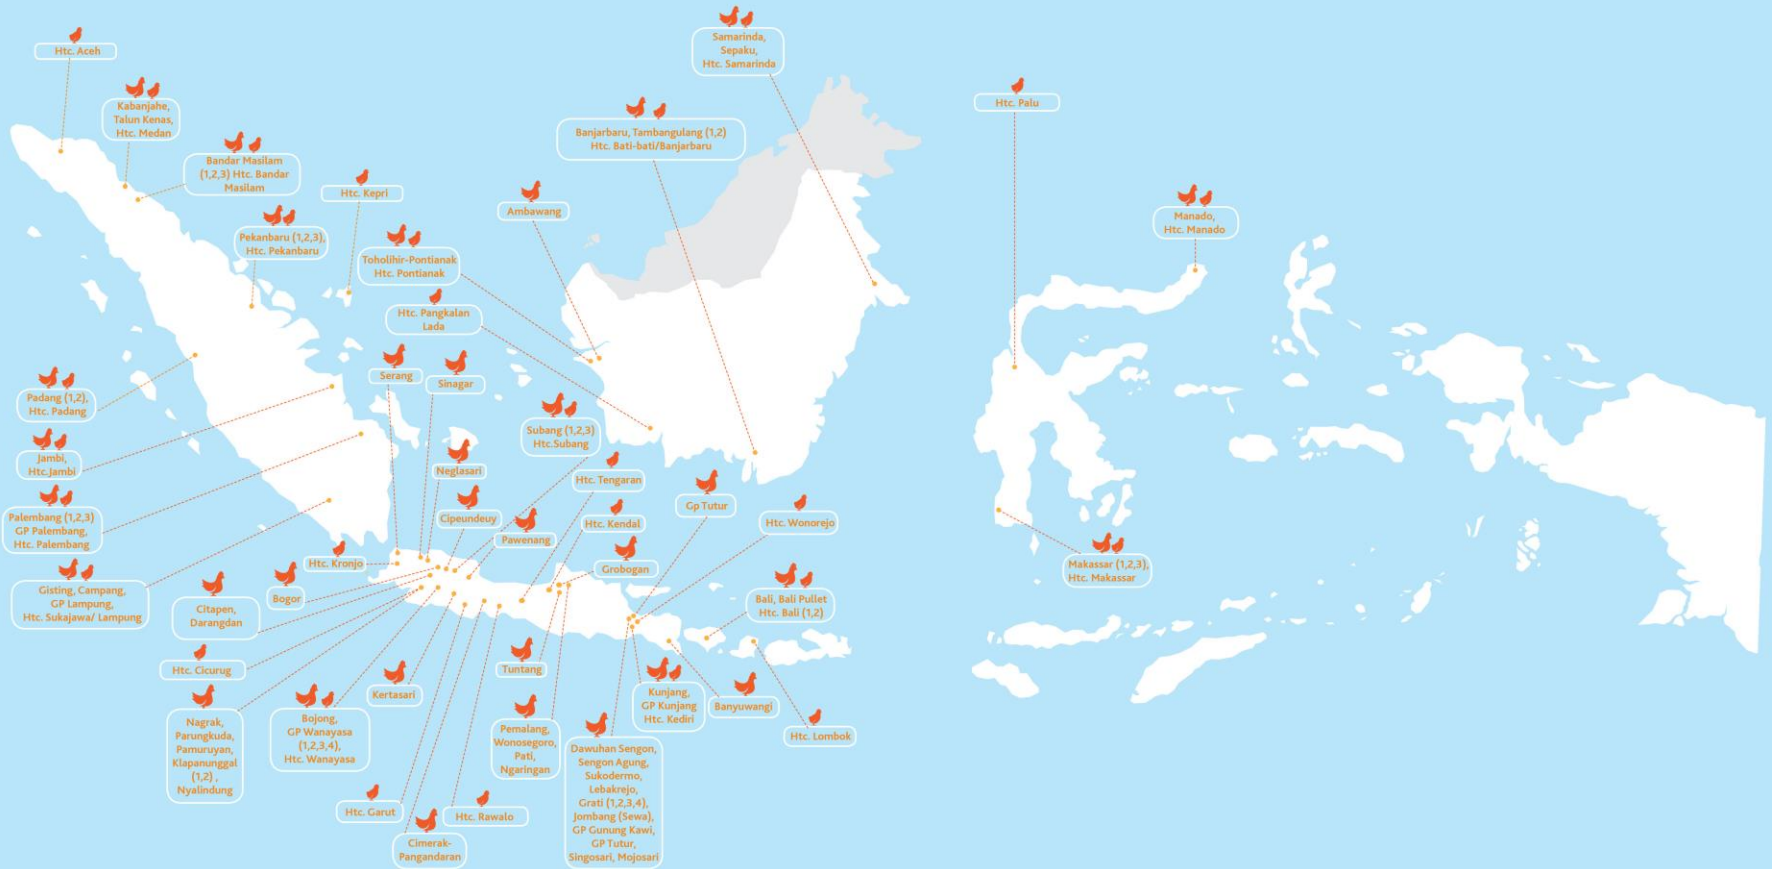 Htc. Aceh
Kabanjahe,
Talun Kenas,
Htc. Medan
Bandar Masilam
(1,2,3) Htc. Bandar
Masilam
Htc. Kepri
Pekanbaru (1,2,3),
Htc. Pekanbaru
Padang (1,2),
Htc. Padang
Jambi,
Htc.Jambi
Palembang (1,2,3)
GP Palembang,
Htc. Palembang
Gisting, Campang,
GP Lampung,
Htc. Sukajawa/ Lampung
Samarinda,
Sepaku,
Htc. Samarinda
Banjarbaru, Tambangulang (1,2)
Htc. Bati-bati/Banjarbaru
Ambawang
Toholihir-Pontianak
Htc. Pontianak
Htc. Pangkalan
Lada
Htc. Palu
Manado,
Htc. Manado
Makassar (1,2,3),
Htc. Makassar
Serang
Sinagar
Subang (1,2,3)
Htc.Subang
Neglasari
Htc. Tengaran
Cipeundeuy
Pawenang
Htc. Kendal
Gp Tutur
Htc. Wonorejo
Htc. Kronjo
Grobogan
Bogor
Citapen,
Darangdan
Bali, Bali Pullet
Htc. Bali (1,2)
Htc. Cicurug
Nagrak,
Parungkuda,
Pamuruyan,
Klapanunggal
(1,2) ,
Nyalindung
Bojong,
GP Wanayasa
(1,2,3,4),
Htc. Wanayasa
Kertasari
Tuntang
Kunjang,
GP Kunjang
Htc. Kediri
Banyuwangi
Htc. Lombok
Pemalang,
Wonosegoro,
Pati,
Ngaringan
Dawuhan Sengon,
Sengon Agung,
Sukodermo,
Lebakrejo,
Grati (1,2,3,4),
Jombang (Sewa),
GP Gunung Kawi,
GP Tutur,
Singosari, Mojosari
Htc. Garut
Htc. Rawalo
Cimerak-
Pangandaran